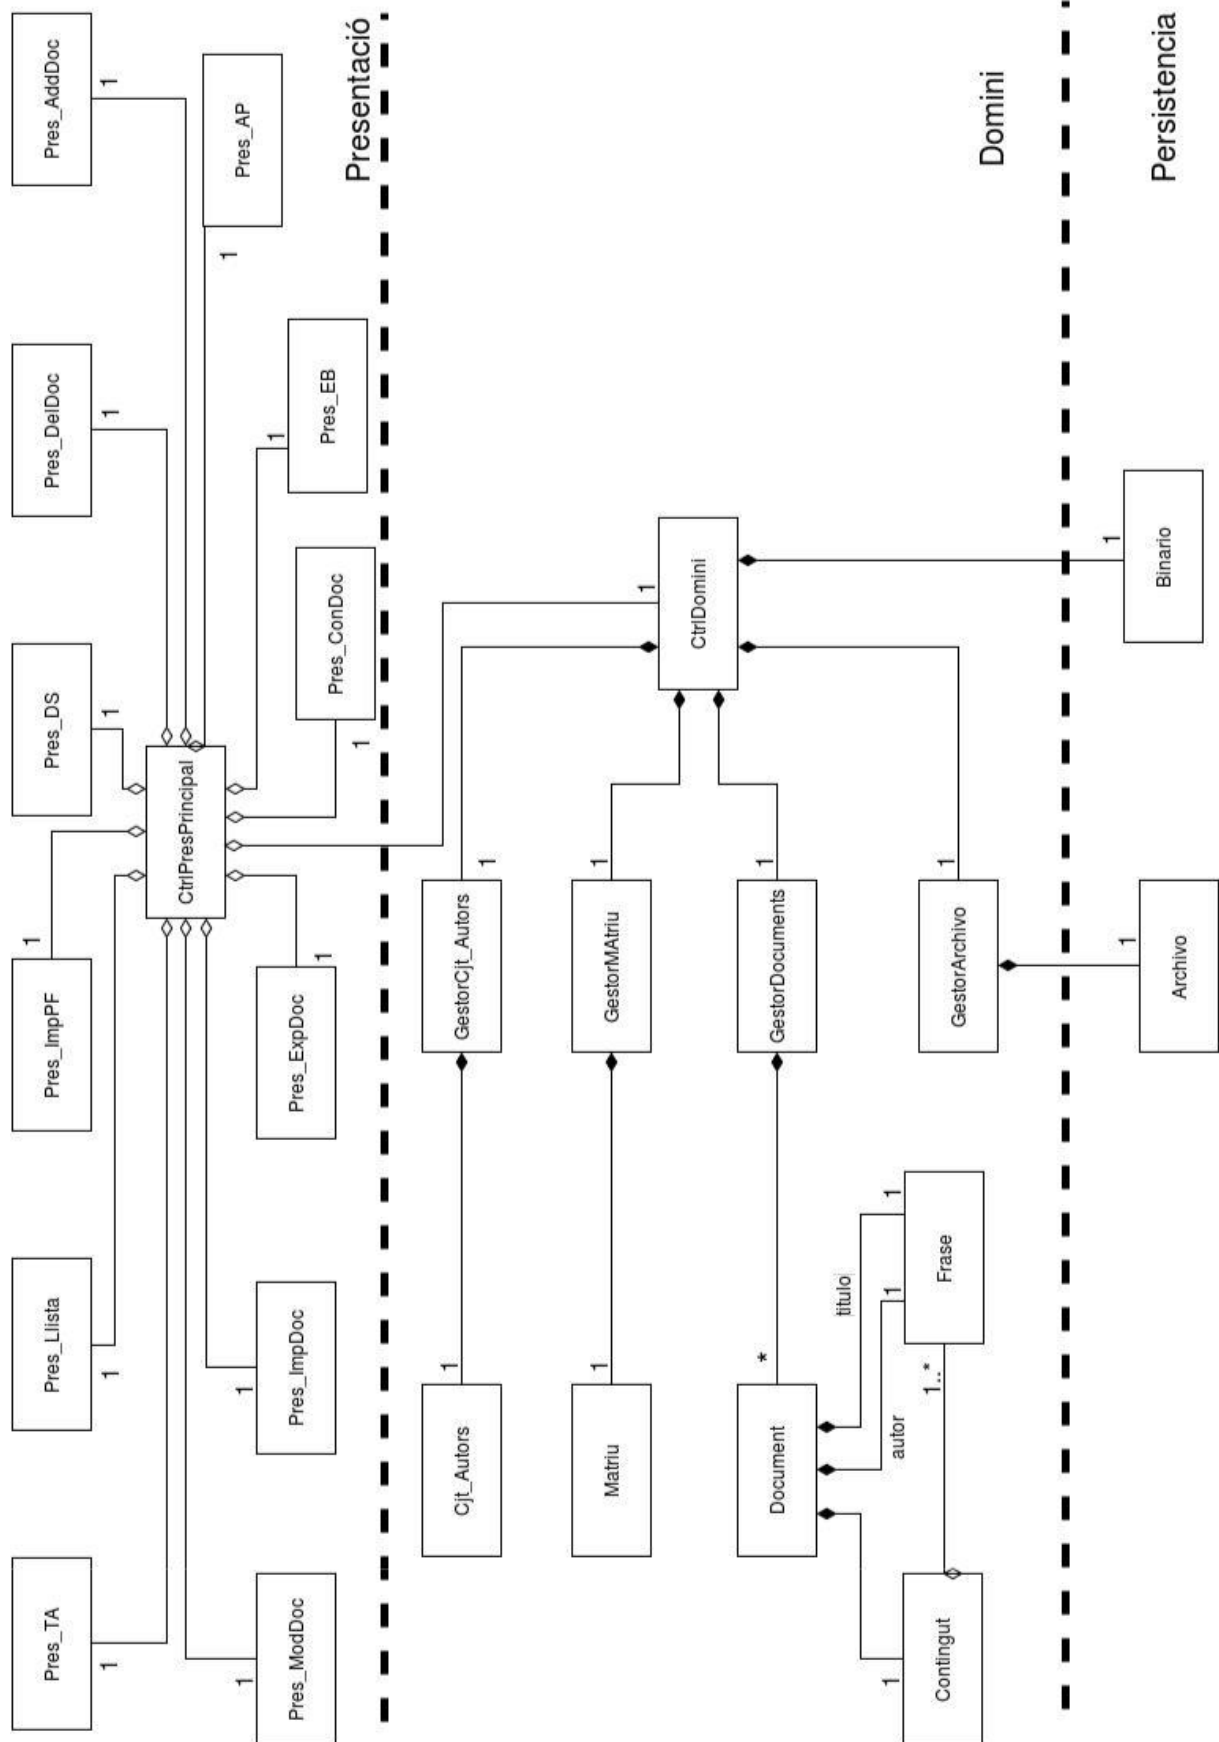 1
Pres_TA
Pres_Llista
Pres_ImpPF
Pres_DS
Pres_DelDoc
Pres_AddDoc
1
1
1
1
1
CtrlPresPrincipal
1
Pres_AP
1
1
1
Pres_ModDoc
Pres_ImpDoc
Pres_ExpDoc
1
Pres_EB
Pres_ConDoc
1
Presentació
1
1
Cjt_Autors
GestorCjt_Autors
1
1
1
Matriu
GestorMAtriu
1
CtrlDomini
*
1
Document
GestorDocuments
titulo
autor
1
1
1
1..*
1
Contingut
Frase
GestorArchivo
Domini
1
1
Archivo
Binario
Persistencia